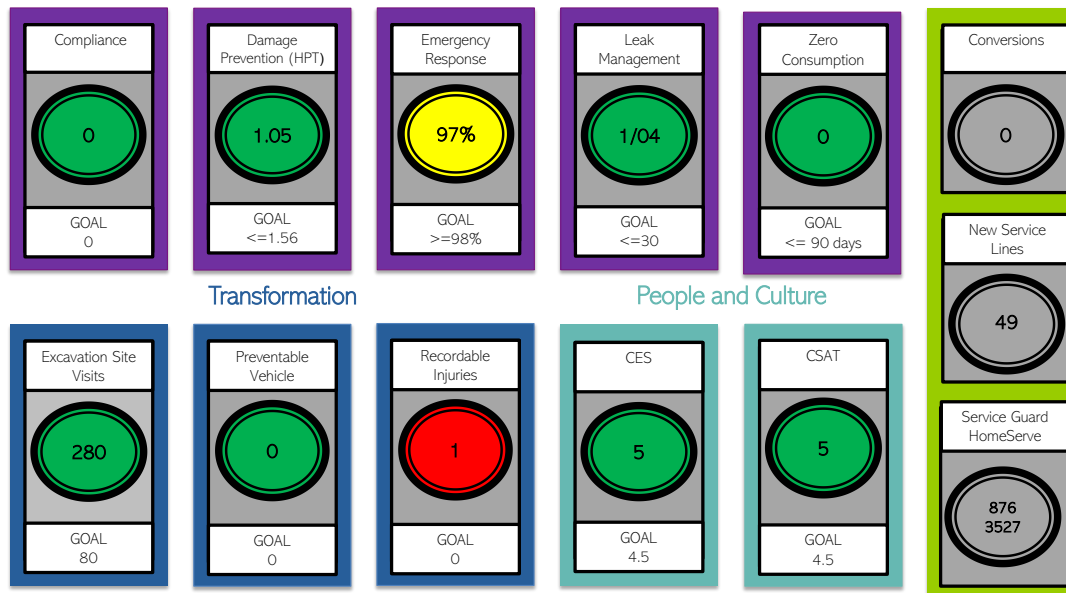 Compliance
0
GOAL
0
Damage
Prevention (HPT)
1.05
GOAL
<=1.56
Emergency
Response
97%
GOAL
>=98%
Leak
Management
1/04
GOAL
<=30
Zero
Consumption
0
GOAL
<= 90 days
Transformation
People and Culture
Excavation Site
Visits
280
GOAL
80
Preventable
Vehicle
0
GOAL
0
Recordable
Injuries
1
GOAL
0
CES
5
GOAL
4.5
CSAT
5
GOAL
4.5
Conversions
0
New Service
Lines
49
Service Guard
HomeServe
876
3527